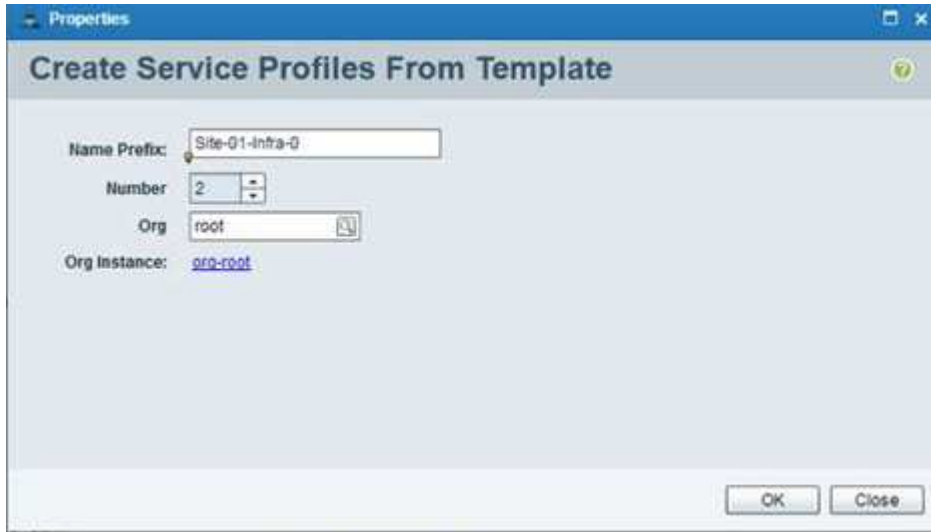 Properties
Create Service Profiles From Template
Name Prefix: Site-01-Infra-0
Number 2
Org root
Org Instance: org-root
OK Close